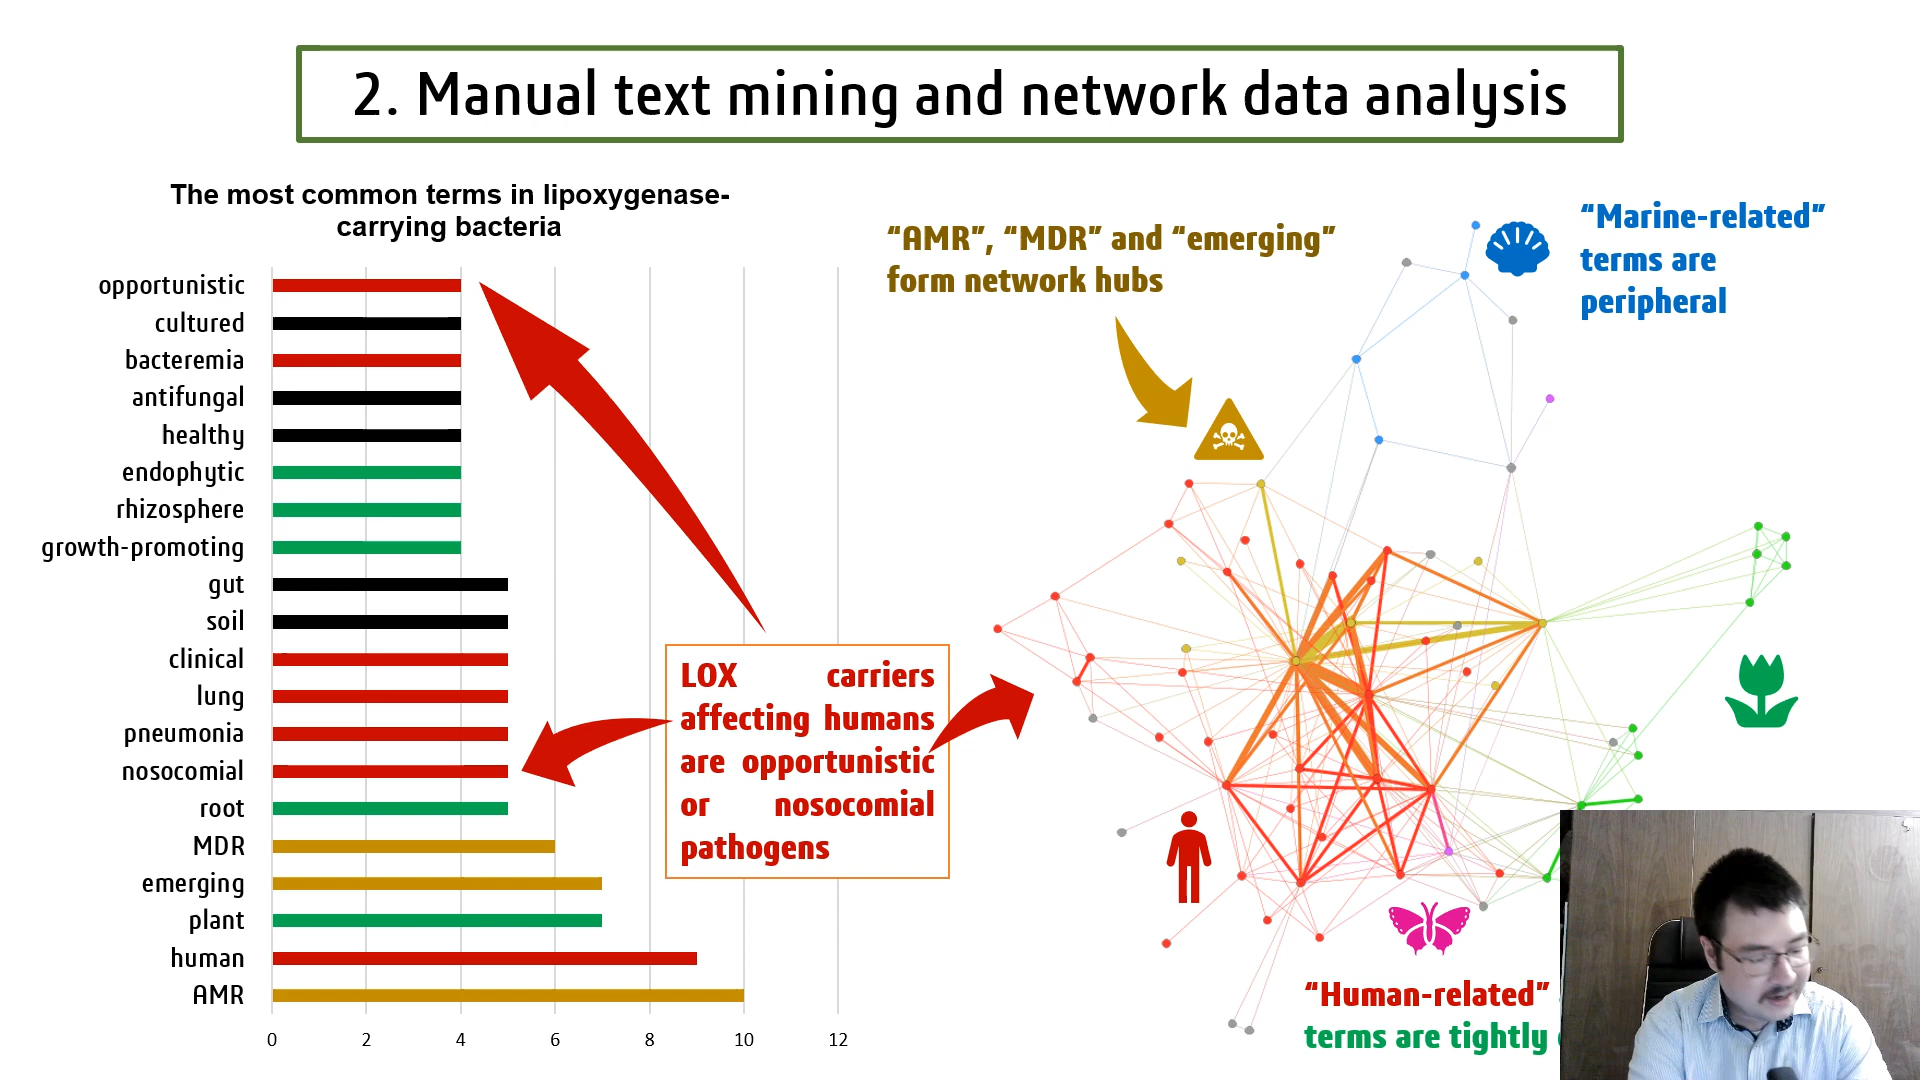 2. Manual text mining and network data analysis
The most common terms in lipoxygenase-
carrying bacteria
opportunistic
cultured
bacteremia
antifungal
healthy
endophytic
rhizosphere
growth-promoting
gut
soil
clinical
lung
pneumonia
nosocomial
root
MDR
emerging
plant
human
AMR
0 2 4 6 8 10 12
LOX carriers
affecting humans
are opportunistic
or nosocomial
pathogens
“AMR”, “MDR” and “emerging”
form network hubs
“Marine-related”
terms are
peripheral
“Human-related”
terms are tightly